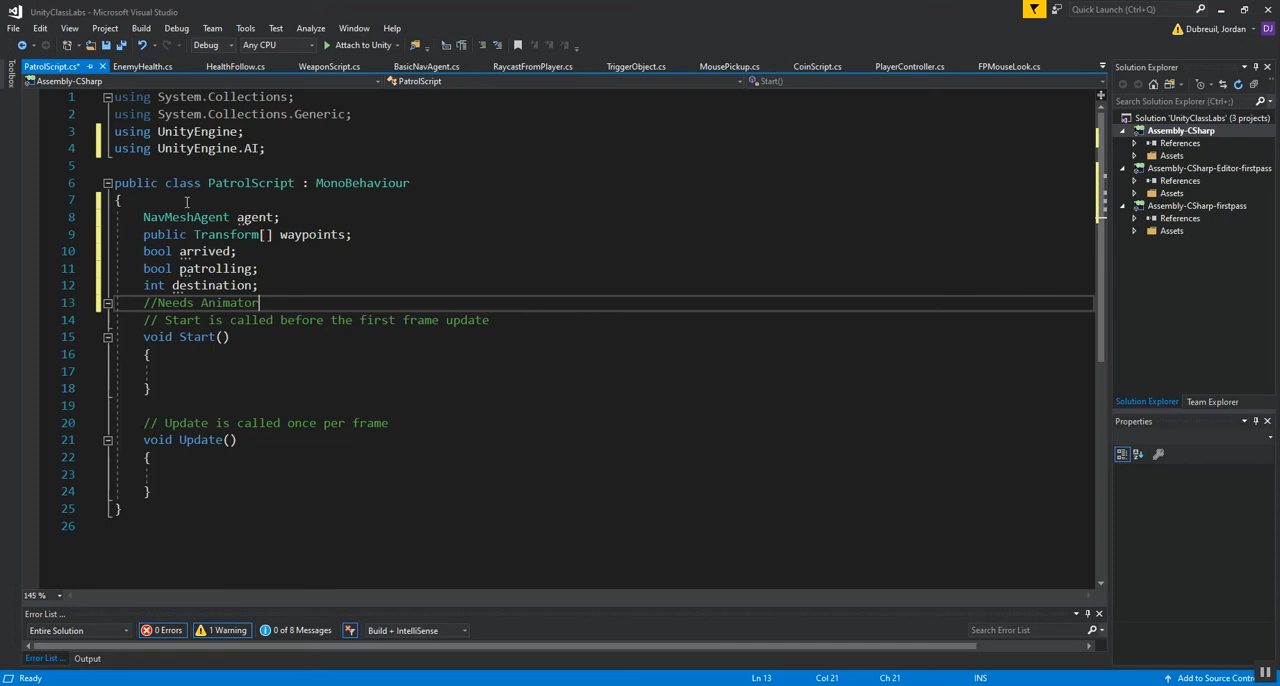 UnityClassLabs - Microsoft Visual Studio
Quick Launch (Ctrl+Q)
File Edit View Project Build Debug Team Tools Test Analyze Window Help
Dubreuil, Jordan DJ
Debug Any CPU Attach to Unity
PatrolScript.cs* EnemyHealth.cs HealthFollow.cs WeaponScript.cs BasicNavAgent.cs RaycastFromPlayer.cs TriggerObject.cs MousePickup.cs CoinScript.cs PlayerController.cs FPMouseLook.cs
Assembly-CSharp PatrolScript Start()
Toolbox
1 using System.Collections;
2 using System.Collections.Generic;
3 using UnityEngine;
4 using UnityEngine.AI;
5
6 public class PatrolScript : MonoBehaviour
7 {
8 NavMeshAgent agent;
9 public Transform[] waypoints;
10 bool arrived;
11 bool patrolling;
12 int destination;
13 //Needs Animator
14 // Start is called before the first frame update
15 void Start()
16 {
17
18 }
19
20 // Update is called once per frame
21 void Update()
22 {
23
24 }
25 }
26
145 %
Solution Explorer
Search Solution Explorer (Ctrl+;)
Solution 'UnityClassLabs' (3 projects)
Assembly-CSharp
References
Assets
Assembly-CSharp-Editor-firstpass
References
Assets
Assembly-CSharp-firstpass
References
Assets
Solution Explorer Team Explorer
Properties
Error List ...
Entire Solution 0 Errors 1 Warning 0 of 8 Messages Build + IntelliSense Search Error List
Error List ... Output
Ready Ln 13 Col 21 Ch 21 INS Add to Source Contr